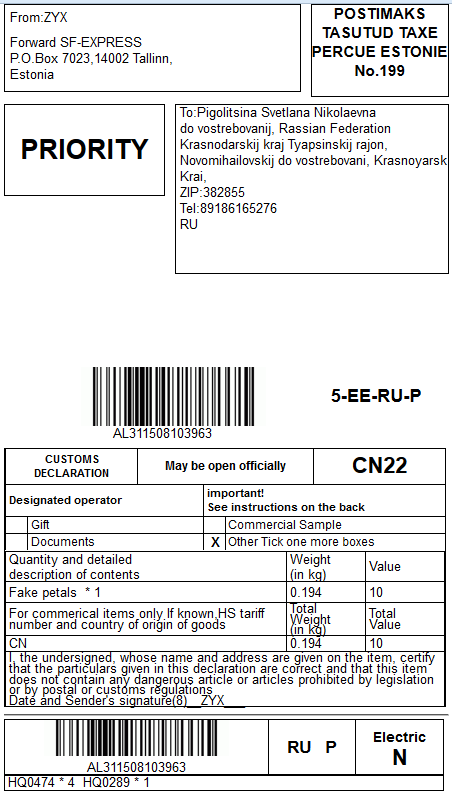 From:ZYX
Forward SF-EXPRESS
P.O.Box 7023,14002 Tallinn,
Estonia
POSTIMAKS
TASUTUD TAXE
PERCUE ESTONIE
No.199
PRIORITY
To:Pigolitsina Svetlana Nikolaevna
do vostrebovanij, Rassian Federation
Krasnodarskij kraj Tyapsinskij rajon,
Novomihailovskij do vostrebovani, Krasnoyarsk
Krai,
ZIP:382855
Tel:89186165276
RU
AL311508103963
5-EE-RU-P
CUSTOMS
DECLARATION
May be open officially
CN22
Designated operator
important!
See instructions on the back
Gift
Commercial Sample
Documents
X Other Tick one more boxes
Quantity and detailed
description of contents
Weight
(in kg)
Value
Fake petals * 1
0.194
10
For commerical items only If known,HS tariff
number and country of origin of goods
Total
Weight
(in kg)
Total
Value
CN
0.194
10
I, the undersigned, whose name and address are given on the item, certify
that the particulars given in this declaration are correct and that this item
does not contain any dangerous article or articles prohibited by legislation
or by postal or customs regulations
Date and Sender's signature(8)__ZYX___
AL311508103963
RU P
Electric
N
HQ0474 * 4 HQ0289 * 1